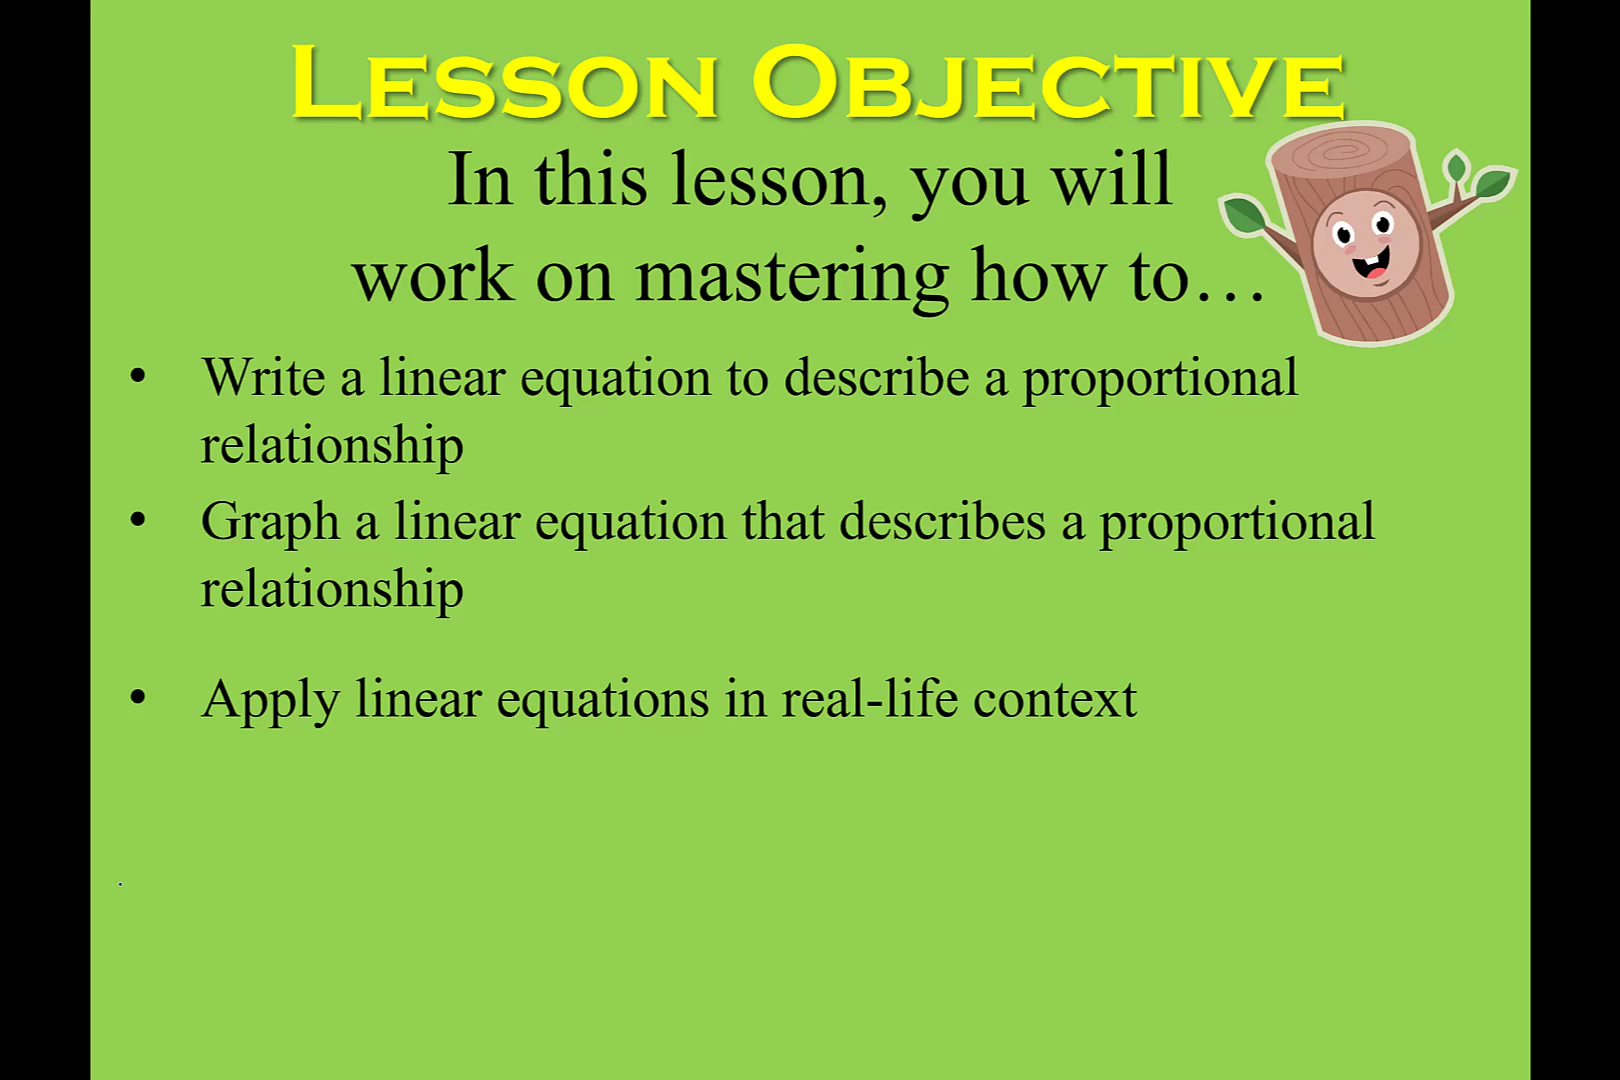 LESSON OBJECTIVE
In this lesson, you will
work on mastering how to…
• Write a linear equation to describe a proportional
relationship
• Graph a linear equation that describes a proportional
relationship
• Apply linear equations in real-life context
.